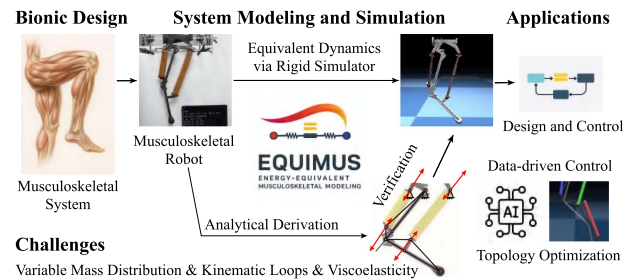 Bionic Design
System Modeling and Simulation
Applications
Equivalent Dynamics
via Rigid Simulator
Musculoskeletal
Robot
EQUIMUS
ENERGY-EQUIVALENT
MUSCULOSKELETAL MODELING
Musculoskeletal
System
Verification
Analytical Derivation
Design and Control
Data-driven Control
AI
Topology Optimization
Challenges
Variable Mass Distribution & Kinematic Loops & Viscoelasticity